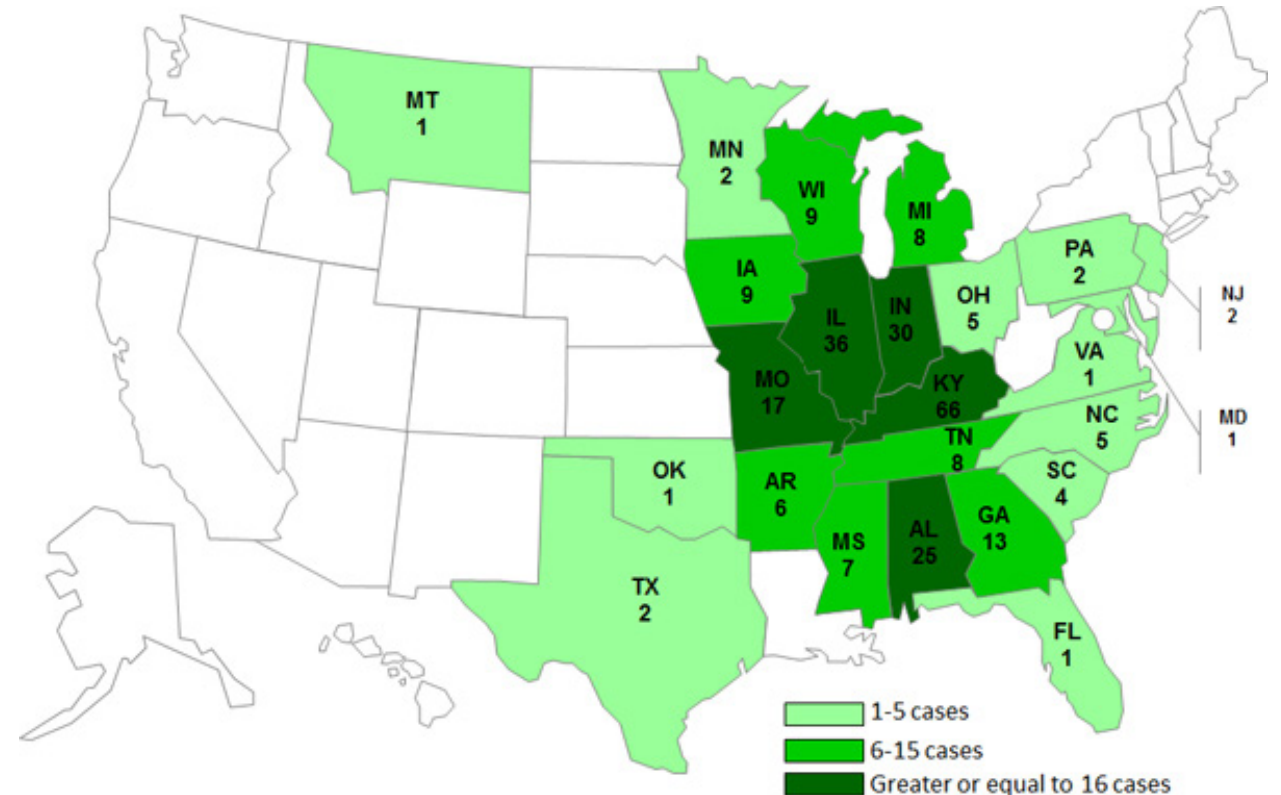 MT
1
MN
2
WI
9
MI
8
IA
9
PA
2
NJ
2
OH
5
IN
30
IL
36
VA
1
MO
17
KY
66
MD
1
NC
5
TN
8
OK
1
AR
6
SC
4
MS
7
AL
25
GA
13
TX
2
FL
1
1-5 cases
6-15 cases
Greater or equal to 16 cases